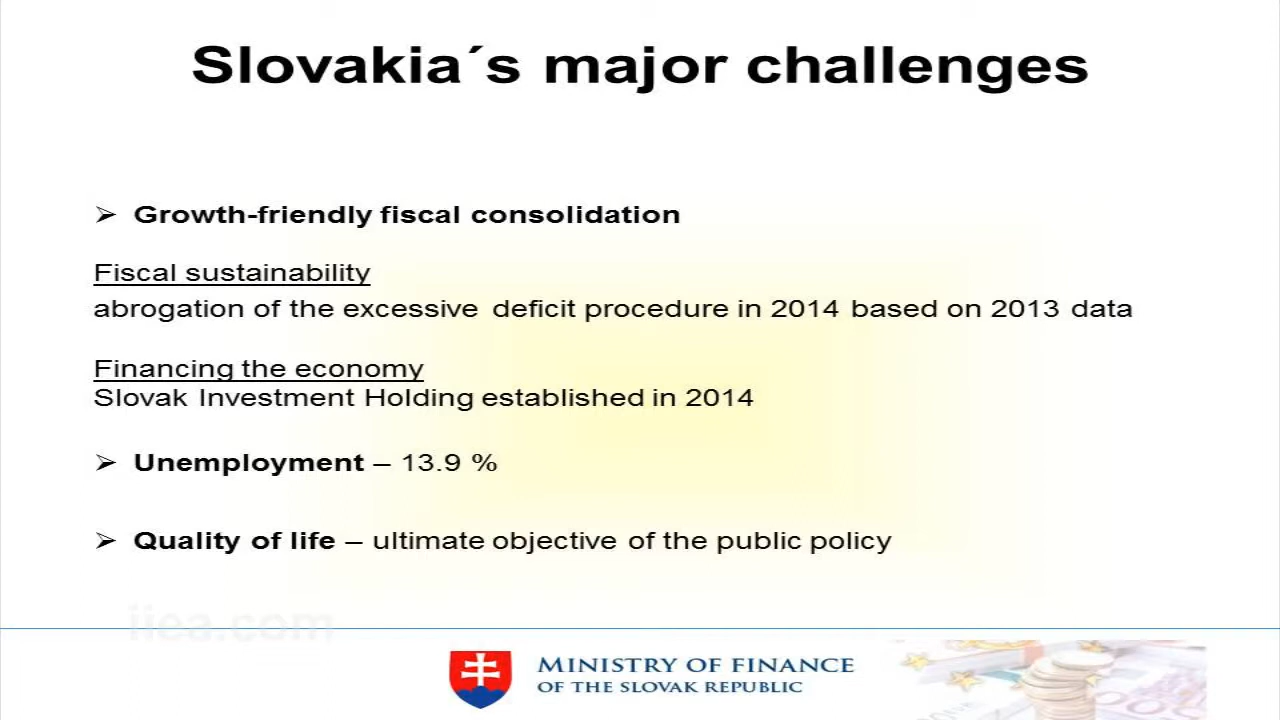 Slovakia´s major challenges
➢ Growth-friendly fiscal consolidation
Fiscal sustainability
abrogation of the excessive deficit procedure in 2014 based on 2013 data
Financing the economy
Slovak Investment Holding established in 2014
➢ Unemployment – 13.9 %
➢ Quality of life – ultimate objective of the public policy
iiea.com
MINISTRY OF FINANCE
OF THE SLOVAK REPUBLIC